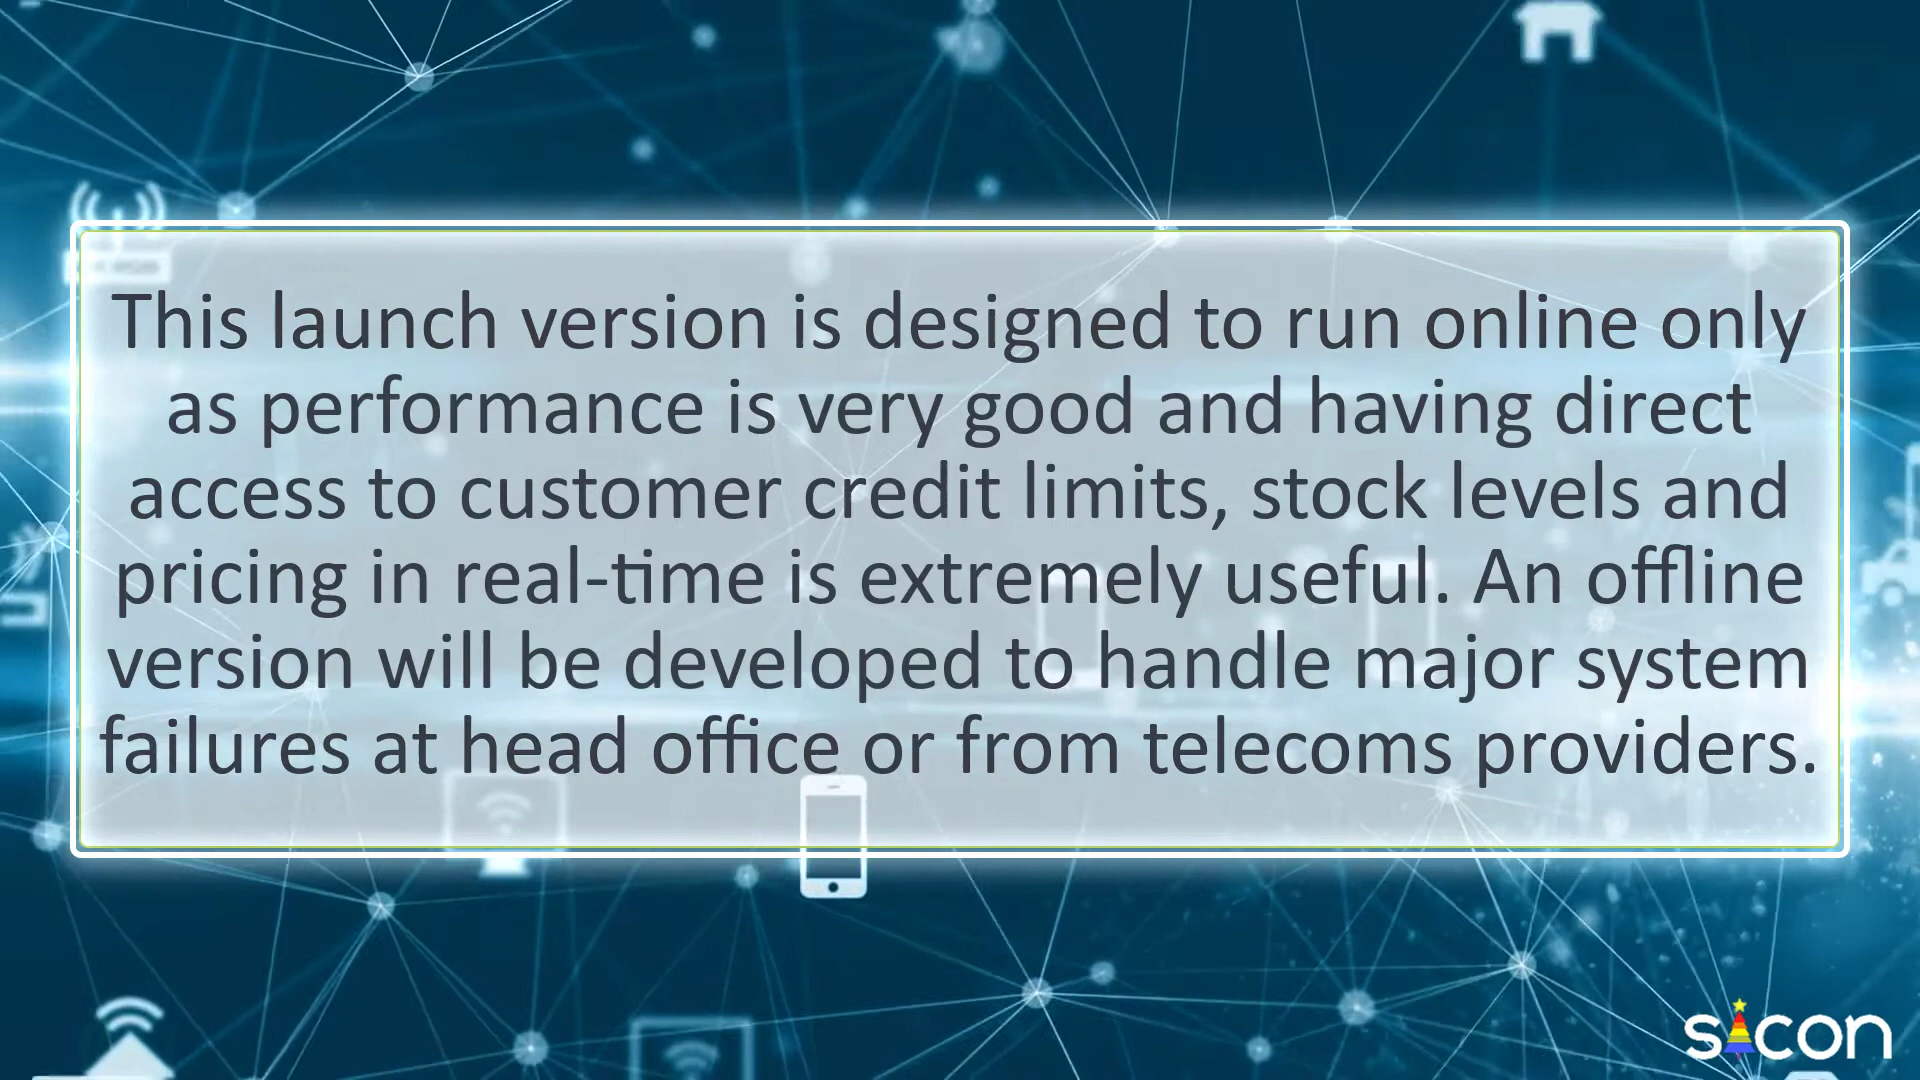 This launch version is designed to run online only
as performance is very good and having direct
access to customer credit limits, stock levels and
pricing in real-time is extremely useful. An offline
version will be developed to handle major system
failures at head office or from telecoms providers.
sicon